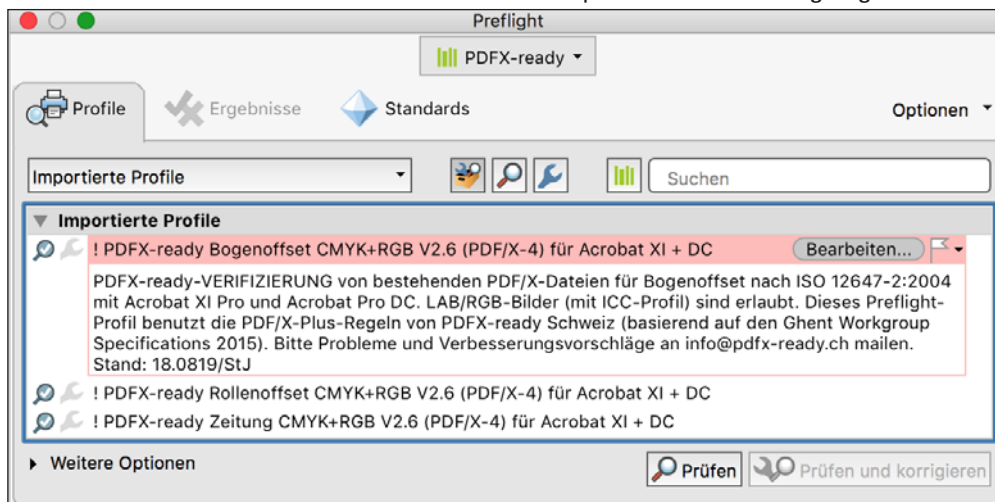 Preflight
PDFX-ready
Profile
Ergebnisse
Standards
Optionen
Importierte Profile
Suchen
Importierte Profile
! PDFX-ready Bogenoffset CMYK+RGB V2.6 (PDF/X-4) für Acrobat XI + DC
Bearbeiten...
PDFX-ready-VERIFIZIERUNG von bestehenden PDF/X-Dateien für Bogenoffset nach ISO 12647-2:2004
mit Acrobat XI Pro und Acrobat Pro DC. LAB/RGB-Bilder (mit ICC-Profil) sind erlaubt. Dieses Preflight-
Profil benutzt die PDF/X-Plus-Regeln von PDFX-ready Schweiz (basierend auf den Ghent Workgroup
Specifications 2015). Bitte Probleme und Verbesserungsvorschläge an info@pdfx-ready.ch mailen.
Stand: 18.0819/StJ
! PDFX-ready Rollenoffset CMYK+RGB V2.6 (PDF/X-4) für Acrobat XI + DC
! PDFX-ready Zeitung CMYK+RGB V2.6 (PDF/X-4) für Acrobat XI + DC
Weitere Optionen
Prüfen
Prüfen und korrigieren